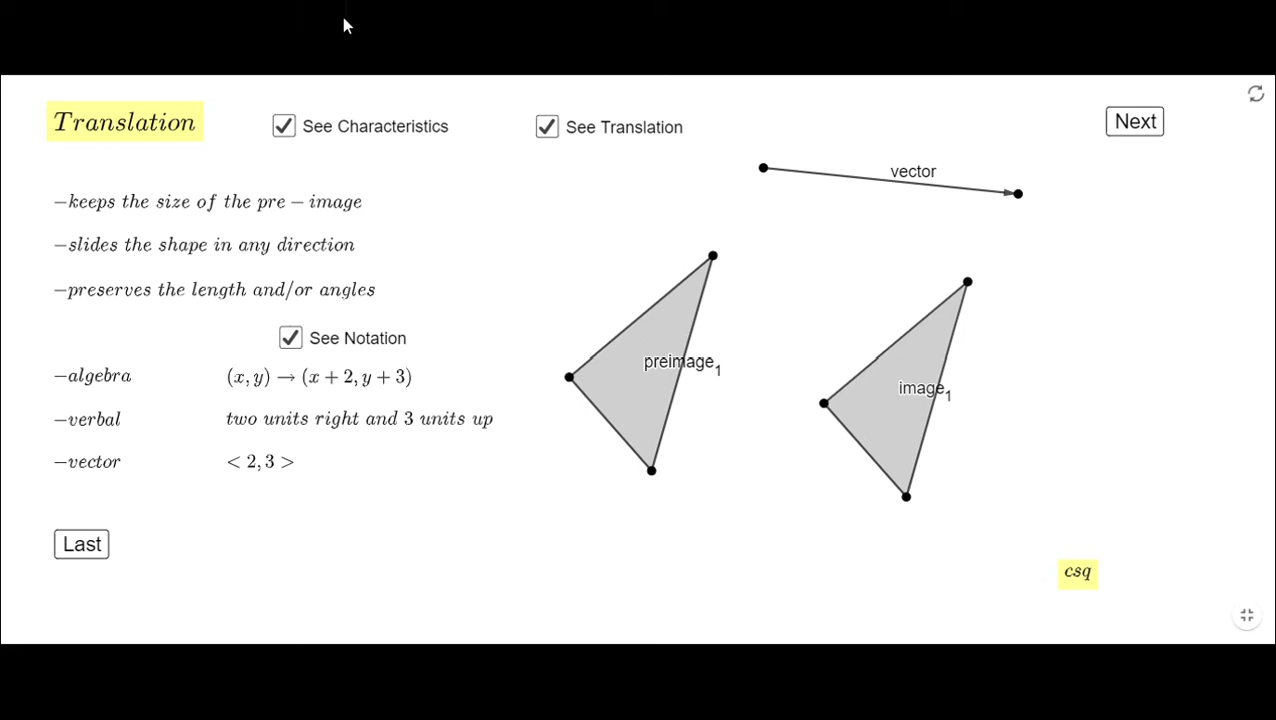 Translation
See Characteristics
See Translation
Next
vector
−keeps the size of the pre − image
−slides the shape in any direction
−preserves the length and/or angles
See Notation
−algebra (x, y) → (x + 2, y + 3)
−verbal two units right and 3 units up
−vector < 2, 3 >
preimage₁
image₁
Last
csq